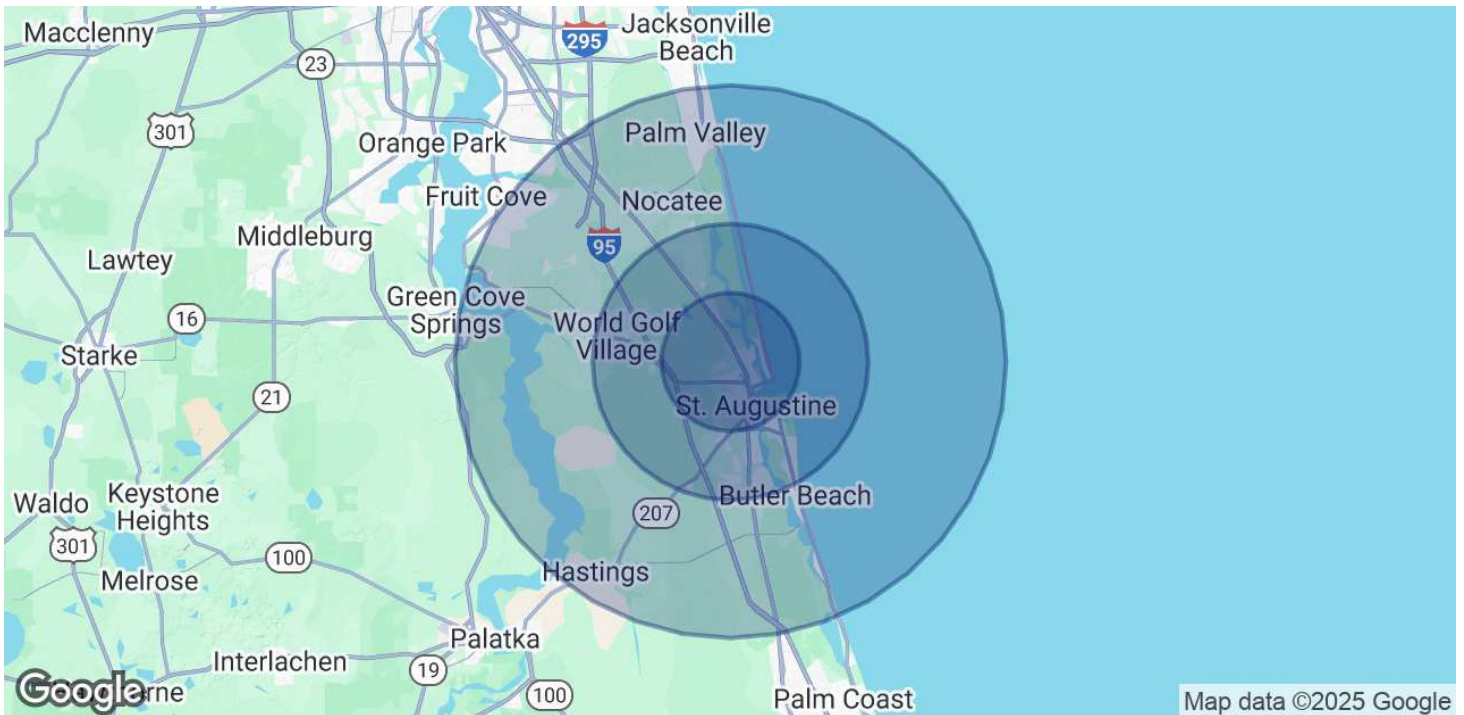 Macclenny
Jacksonville
Beach
295
23
301
Palm Valley
Orange Park
Fruit Cove
Nocatee
Middleburg
95
Lawtey
Green Cove
Springs
16
World Golf
Village
Starke
21
St. Augustine
Waldo
Keystone
Heights
Butler Beach
207
301
100
Melrose
Hastings
Palatka
Interlachen
19
100
Google
Palm Coast
Map data ©2025 Google